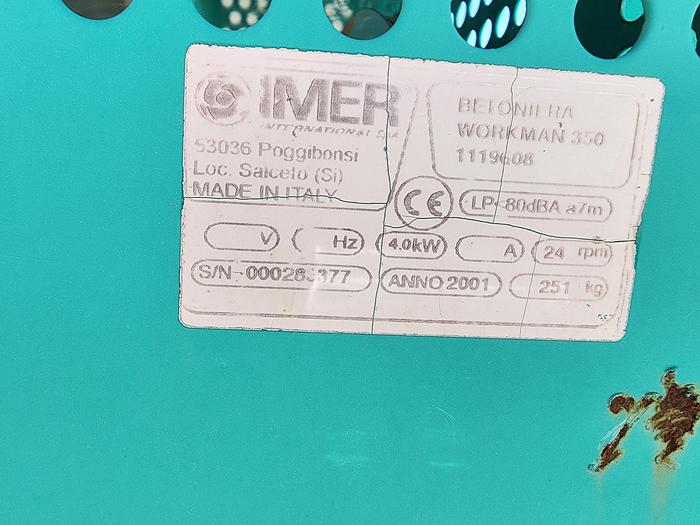 IMER
INTERNATIONAL S.p.A.
53036 Poggibonsi
Loc. Salceto (Si)
MADE IN ITALY
BETONIERA
WORKMAN 350
1119608
CE
LP<80dBA a/m
V
Hz
4.0kW
A
24 rpm
S/N
ANNO 2001
251 kg